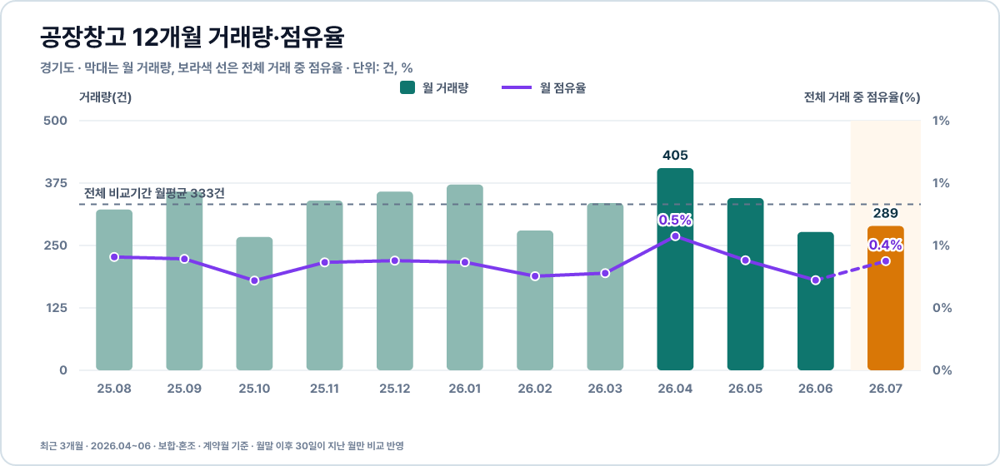 공장창고 12개월 거래량·점유율
경기도 · 막대는 월 거래량, 보라색 선은 전체 거래 중 점유율 · 단위: 건, %
월 거래량
월 점유율
거래량(건)
전체 거래 중 점유율(%)
500
1%
405
375
1%
전체 비교기간 월평균 333건
289
0.5%
250
0.4%
1%
125
0%
0
0%
25.08 25.09 25.10 25.11 25.12 26.01 26.02 26.03 26.04 26.05 26.06 26.07
최근 3개월 · 2026.04~06 · 보합·혼조 · 계약월 기준 · 월말 이후 30일이 지난 월만 비교 반영